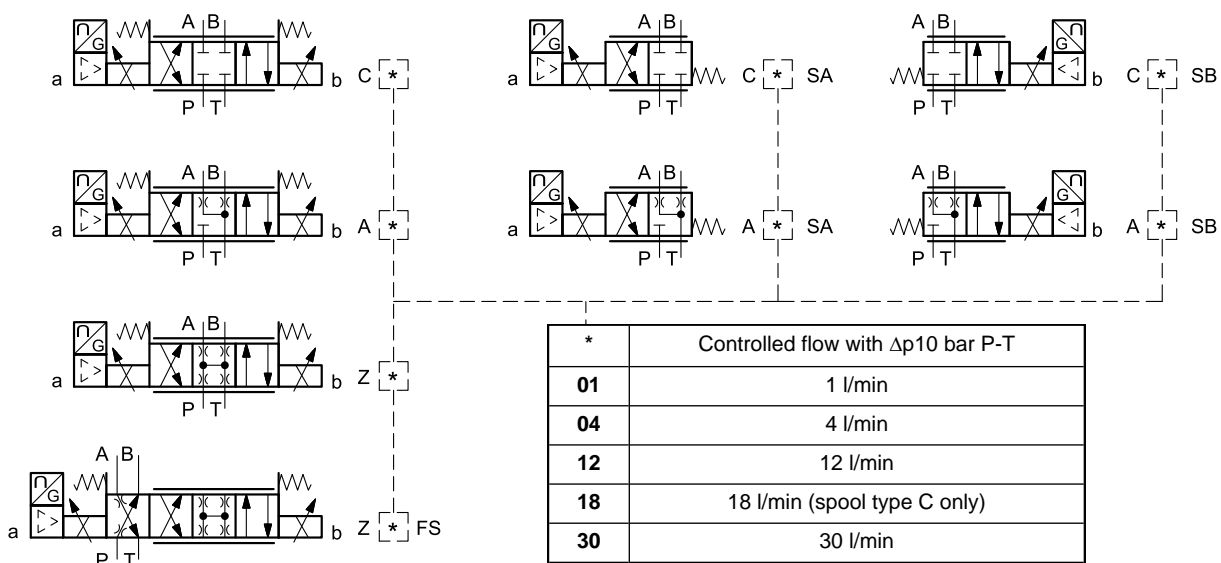 A B
∩/G
a
b C * 
P T
A B
∩/G
a
C * SA
P T
A B
∩/G
b C * SB
P T
A B
∩/G
a
b A *
P T
A B
∩/G
a
A * SA
P T
A B
∩/G
b A * SB
P T
A B
∩/G
a
b Z *
P T
A B
∩/G
a
b Z * FS
P T
* Controlled flow with Δp10 bar P-T
01 1 l/min
04 4 l/min
12 12 l/min
18 18 l/min (spool type C only)
30 30 l/min